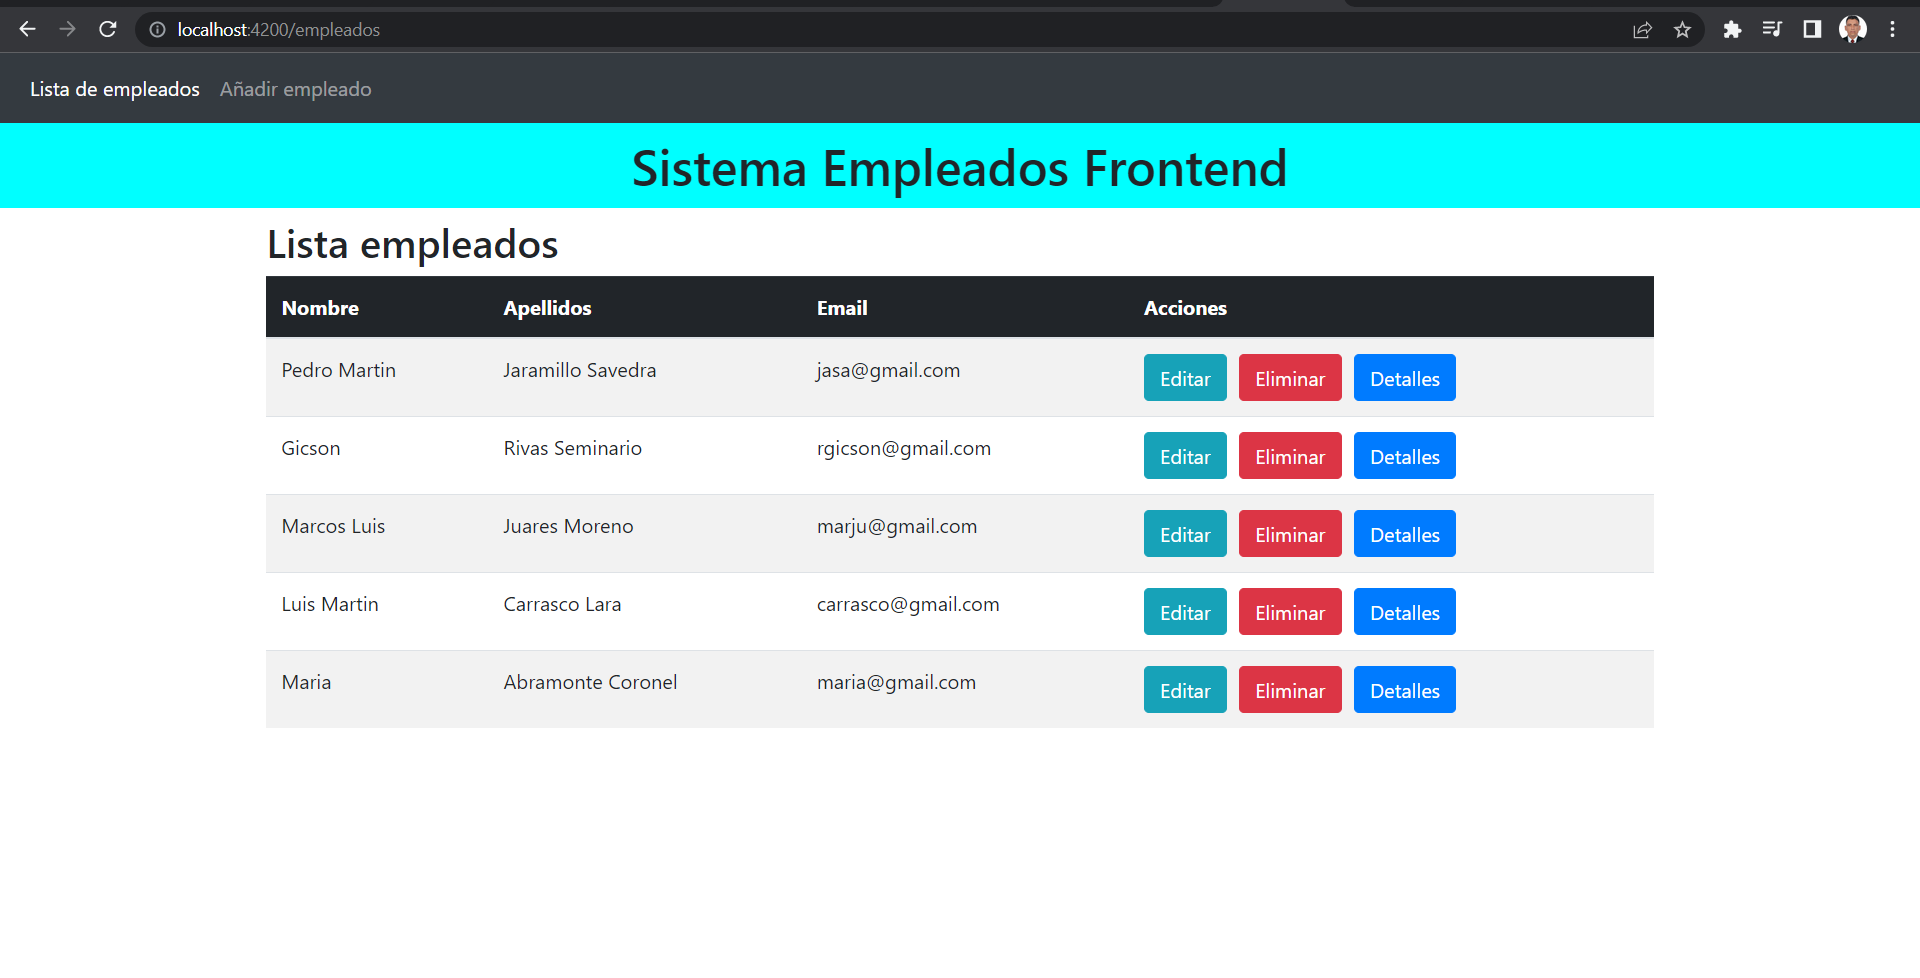 localhost:4200/empleados
Lista de empleados Añadir empleado
Sistema Empleados Frontend
Lista empleados
Nombre Apellidos Email Acciones
Pedro Martin Jaramillo Savedra jasa@gmail.com Editar Eliminar Detalles
Gicson Rivas Seminario rgicson@gmail.com Editar Eliminar Detalles
Marcos Luis Juares Moreno marju@gmail.com Editar Eliminar Detalles
Luis Martin Carrasco Lara carrasco@gmail.com Editar Eliminar Detalles
Maria Abramonte Coronel maria@gmail.com Editar Eliminar Detalles